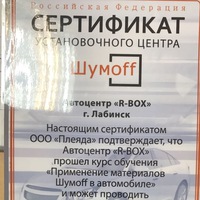 Российская Федерация
СЕРТИФИКАТ
УСТАНОВОЧНОГО ЦЕНТРА
Шумoff
Автоцентр «R-BOX»
г. Лабинск
Настоящим сертификатом
ООО «Плеяда» подтверждает, что
Автоцентр «R-BOX»
прошел курс обучения
«Применение материалов
Шумoff в автомобиле»
и может проводить